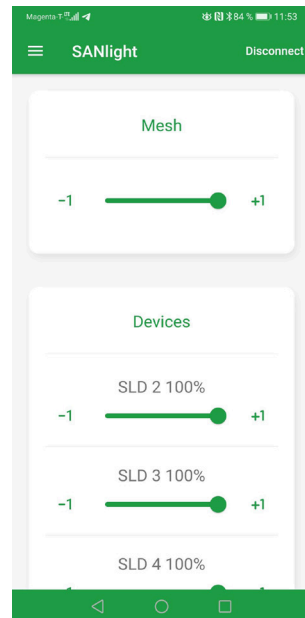 Magenta-T 84 % 11:53
SANlight Disconnect
Mesh
-1 +1
Devices
SLD 2 100%
-1 +1
SLD 3 100%
-1 +1
SLD 4 100%